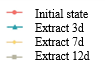 Initial state
Extract 3d
Extract 7d
Extract 12d